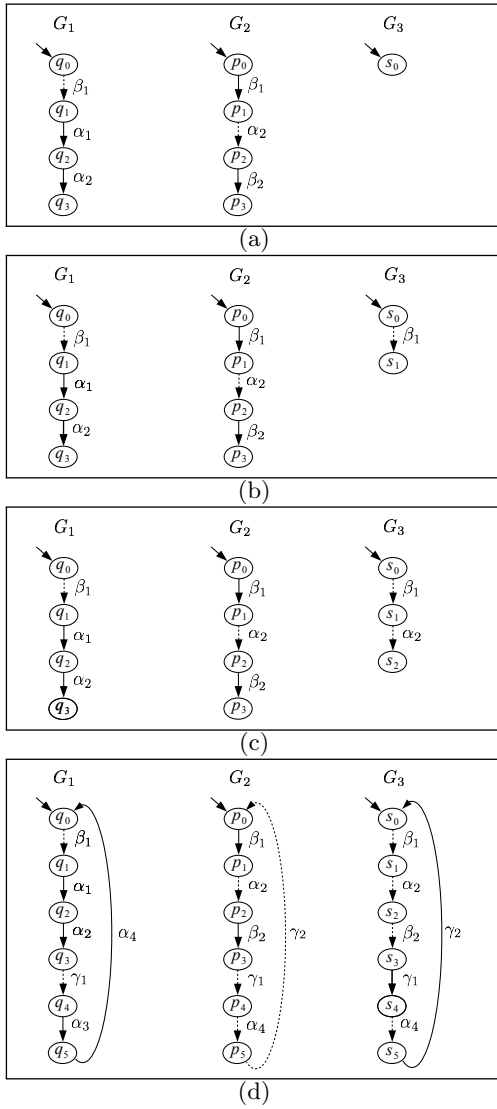 G₁ G₂ G₃
q₀ p₀ s₀
β₁ β₁
q₁ p₁
α₁ α₂
q₂ p₂
α₂ β₂
q₃ p₃
(a)
G₁ G₂ G₃
q₀ p₀ s₀
β₁ β₁ β₁
q₁ p₁ s₁
α₁ α₂
q₂ p₂
α₂ β₂
q₃ p₃
(b)
G₁ G₂ G₃
q₀ p₀ s₀
β₁ β₁ β₁
q₁ p₁ s₁
α₁ α₂ α₂
q₂ p₂ s₂
α₂ β₂
q₃ p₃
(c)
G₁ G₂ G₃
q₀ p₀ s₀
β₁ β₁ β₁
q₁ p₁ s₁
α₁ α₂ α₂
q₂ p₂ s₂
α₂ α₄ β₂ γ₂ β₂ γ₂
q₃ p₃ s₃
γ₁ γ₁ γ₁
q₄ p₄ s₄
α₃ α₄ α₄
q₅ p₅ s₅
(d)